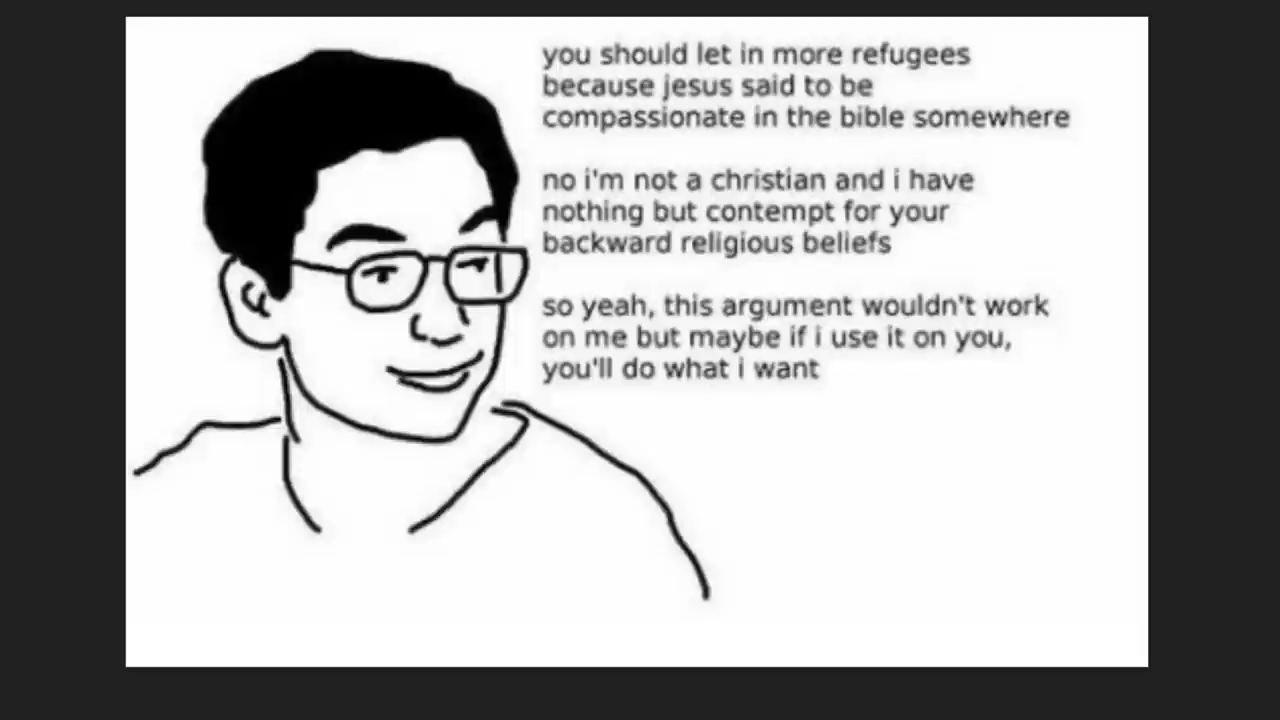 you should let in more refugees
because jesus said to be
compassionate in the bible somewhere
no i'm not a christian and i have
nothing but contempt for your
backward religious beliefs
so yeah, this argument wouldn't work
on me but maybe if i use it on you,
you'll do what i want